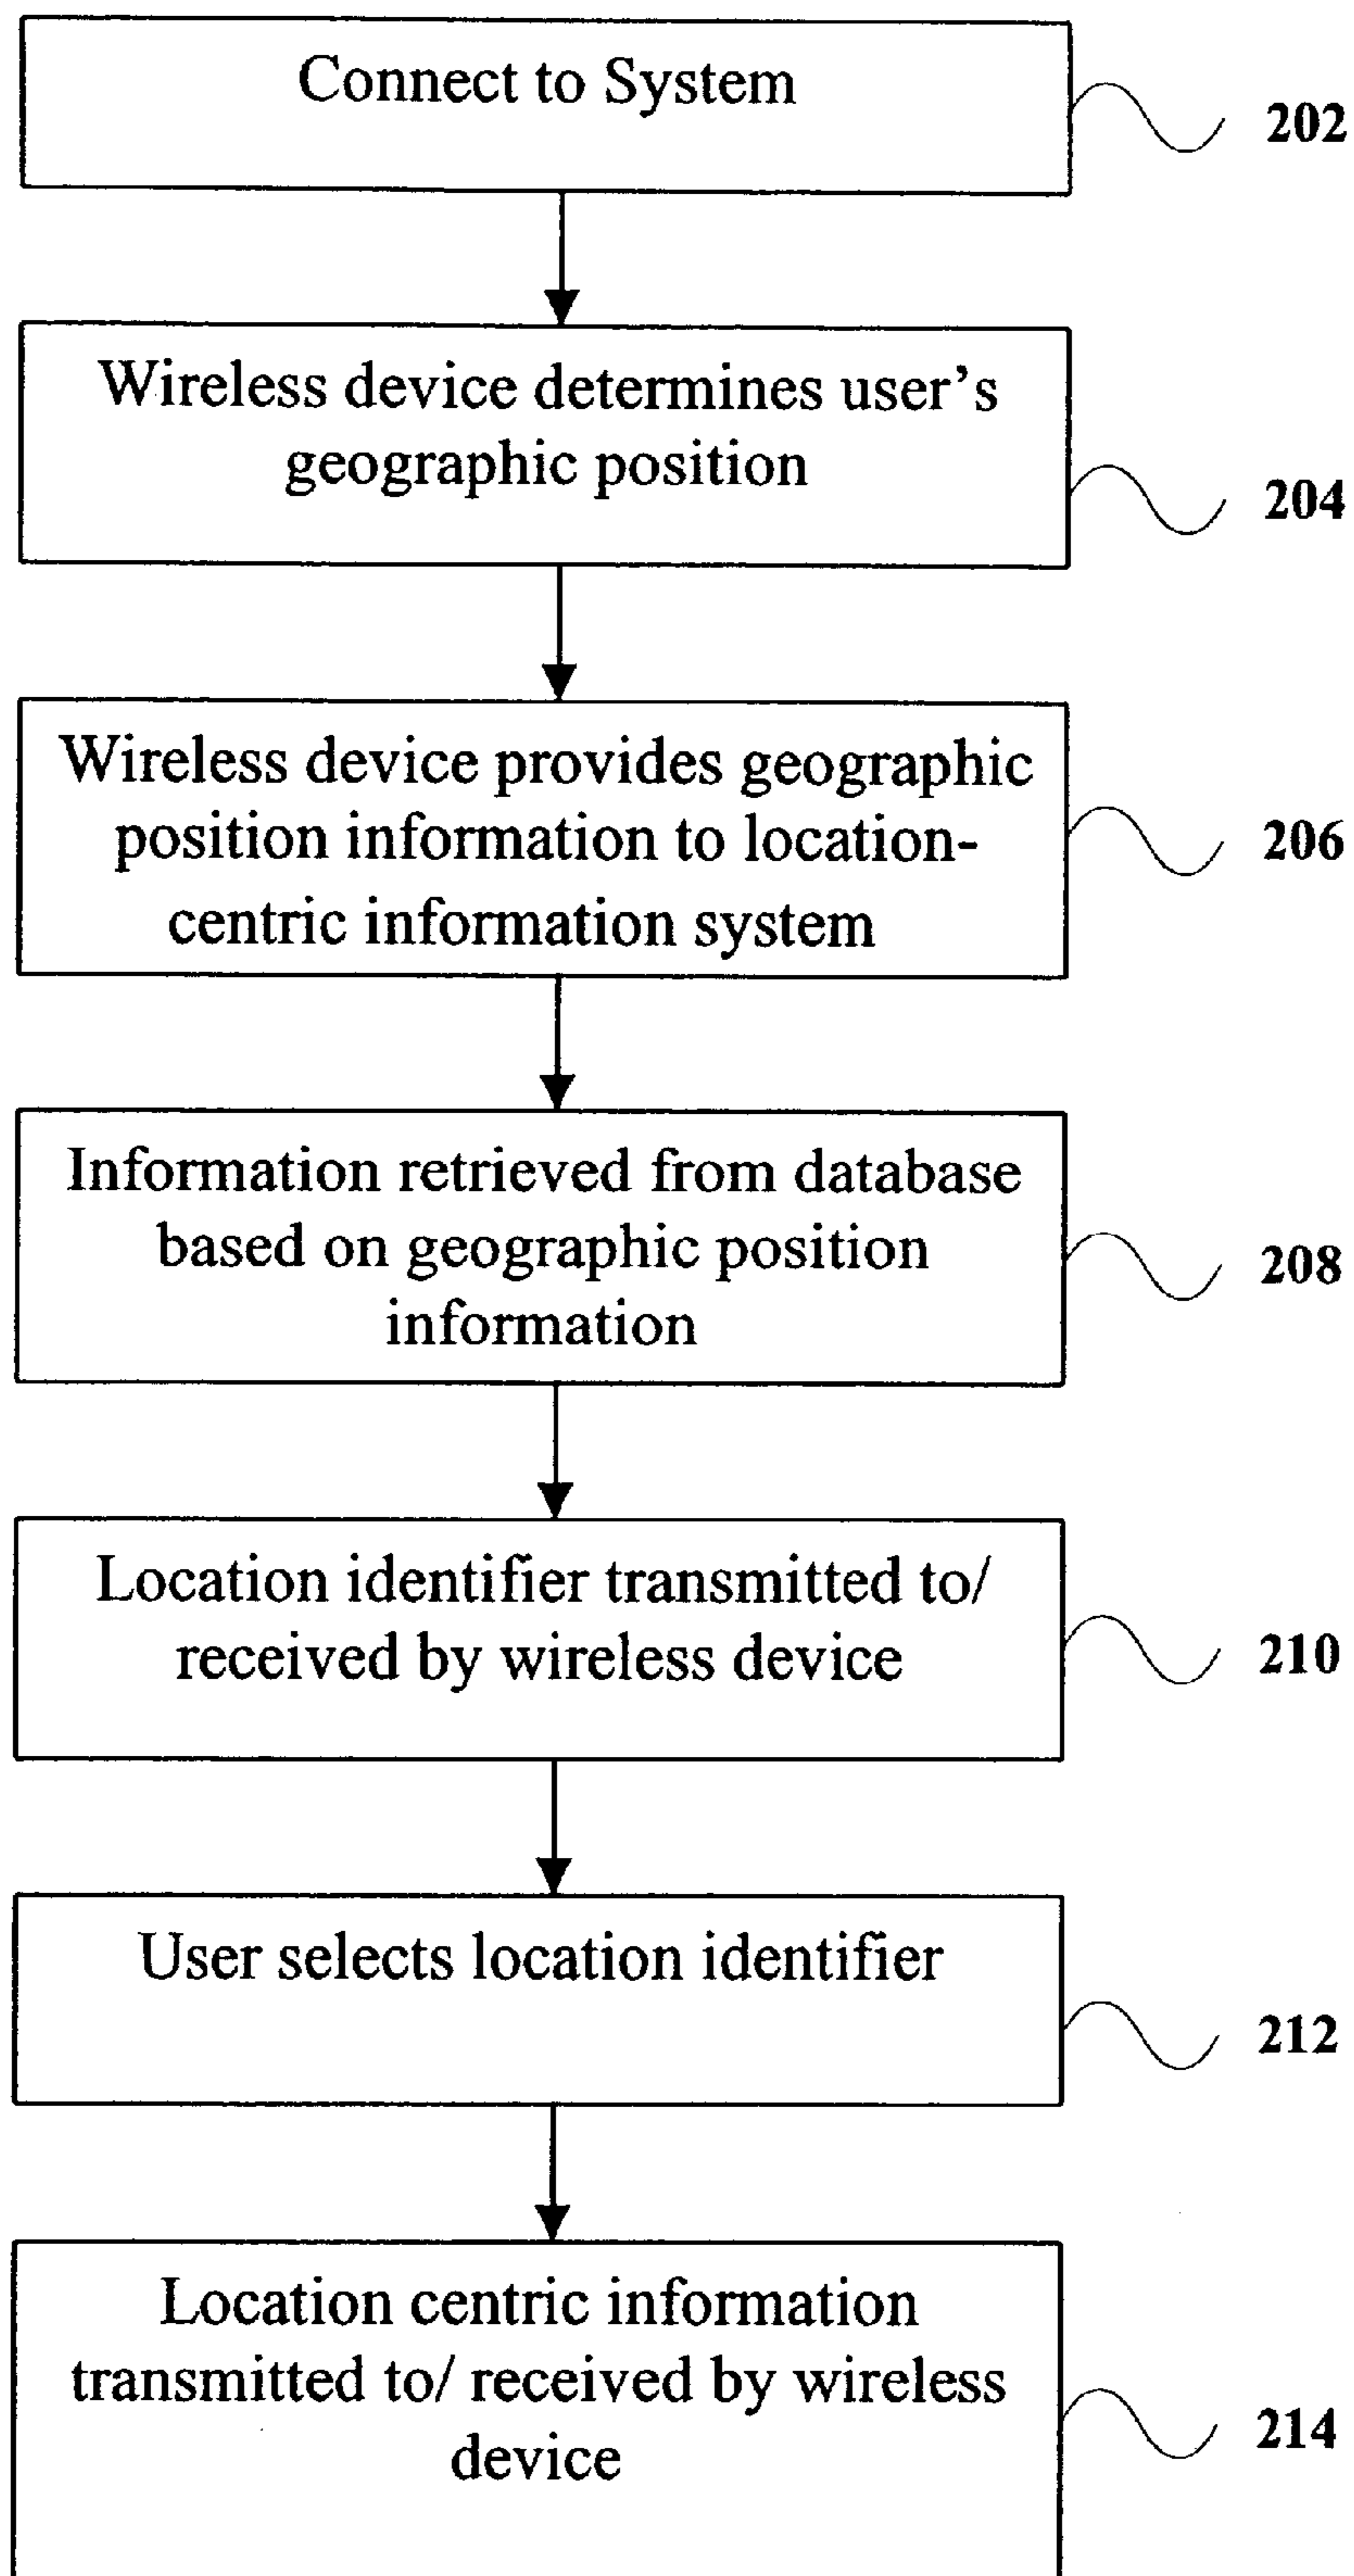 Connect to System
202
Wireless device determines user's
geographic position
204
Wireless device provides geographic
position information to location-
centric information system
206
Information retrieved from database
based on geographic position
information
208
Location identifier transmitted to/
received by wireless device
210
User selects location identifier
212
Location centric information
transmitted to/ received by wireless
device
214